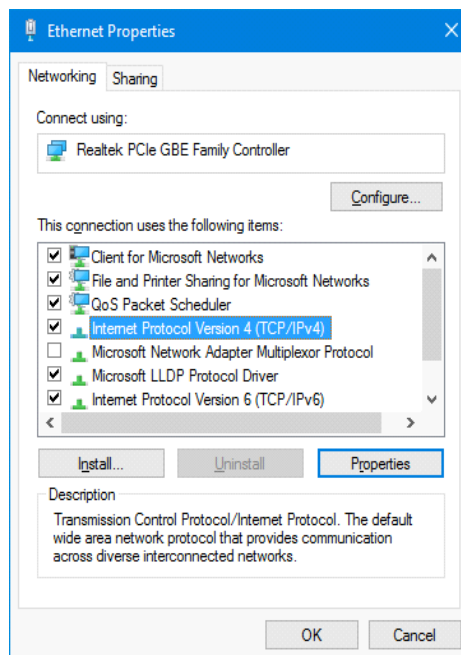 Ethernet Properties
Networking
Sharing
Connect using:
Realtek PCIe GBE Family Controller
Configure...
This connection uses the following items:
Client for Microsoft Networks
File and Printer Sharing for Microsoft Networks
QoS Packet Scheduler
Internet Protocol Version 4 (TCP/IPv4)
Microsoft Network Adapter Multiplexor Protocol
Microsoft LLDP Protocol Driver
Internet Protocol Version 6 (TCP/IPv6)
Install...
Uninstall
Properties
Description
Transmission Control Protocol/Internet Protocol. The default
wide area network protocol that provides communication
across diverse interconnected networks.
OK
Cancel